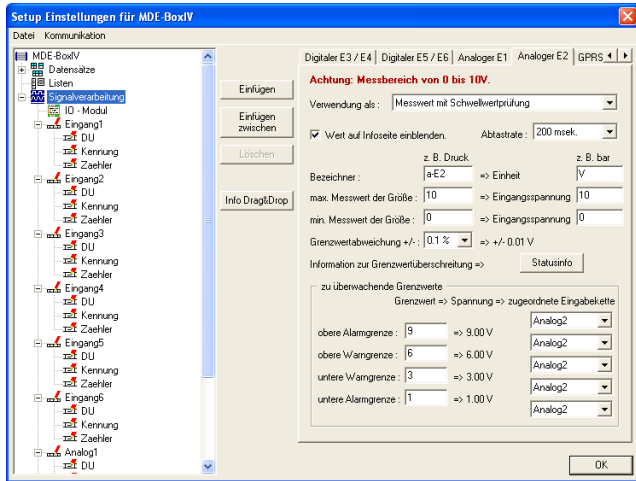 Setup Einstellungen für MDE-BoxIV
Datei Kommunikation
MDE-BoxIV
Datensätze
Listen
Signalverarbeitung
IO - Modul
Eingang1
DU
Kennung
Zaehler
Eingang2
DU
Kennung
Zaehler
Eingang3
DU
Kennung
Zaehler
Eingang4
DU
Kennung
Zaehler
Eingang5
DU
Kennung
Zaehler
Eingang6
DU
Kennung
Zaehler
Analog1
DU
Einfügen
Einfügen
zwischen
Löschen
Info Drag&Drop
Digitaler E3 / E4 Digitaler E5 / E6 Analoger E1 Analoger E2 GPRS
Achtung: Messbereich von 0 bis 10V.
Verwendung als : Messwert mit Schwellwertprüfung
Wert auf Infoseite einblenden. Abtastrate : 200 msek.
z. B. Druck z. B. bar
Bezeichner : a-E2 => Einheit V
max. Messwert der Größe : 10 => Eingangsspannung 10
min. Messwert der Größe : 0 => Eingangsspannung 0
Grenzwertabweichung +/- : 0.1 % => +/- 0.01 V
Information zur Grenzwertüberschreitung => Statusinfo
zu überwachende Grenzwerte
Grenzwert => Spannung => zugeordnete Eingabekette
Analog2
obere Alarmgrenze : 9 => 9.00 V
Analog2
obere Warngrenze : 6 => 6.00 V
Analog2
untere Warngrenze : 3 => 3.00 V
Analog2
untere Alarmgrenze : 1 => 1.00 V
Analog2
OK